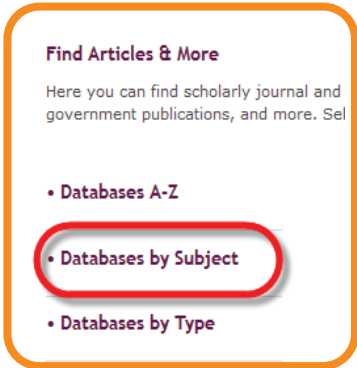 Find Articles & More
Here you can find scholarly journal and
government publications, and more. Sel
• Databases A-Z
• Databases by Subject
• Databases by Type